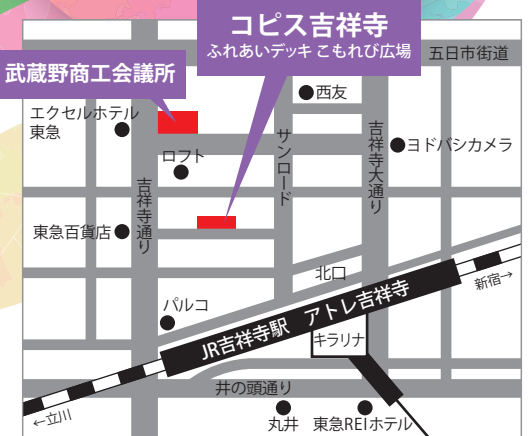 コピス吉祥寺
ふれあいデッキ こもれび広場
武蔵野商工会議所
五日市街道
エクセルホテル
東急
西友
ロフト
サンロード
吉祥寺大通り
ヨドバシカメラ
吉祥寺通り
東急百貨店
北口
新宿→
パルコ
JR吉祥寺駅 アトレ吉祥寺
キラリナ
井の頭通り
←立川
丸井
東急REIホテル